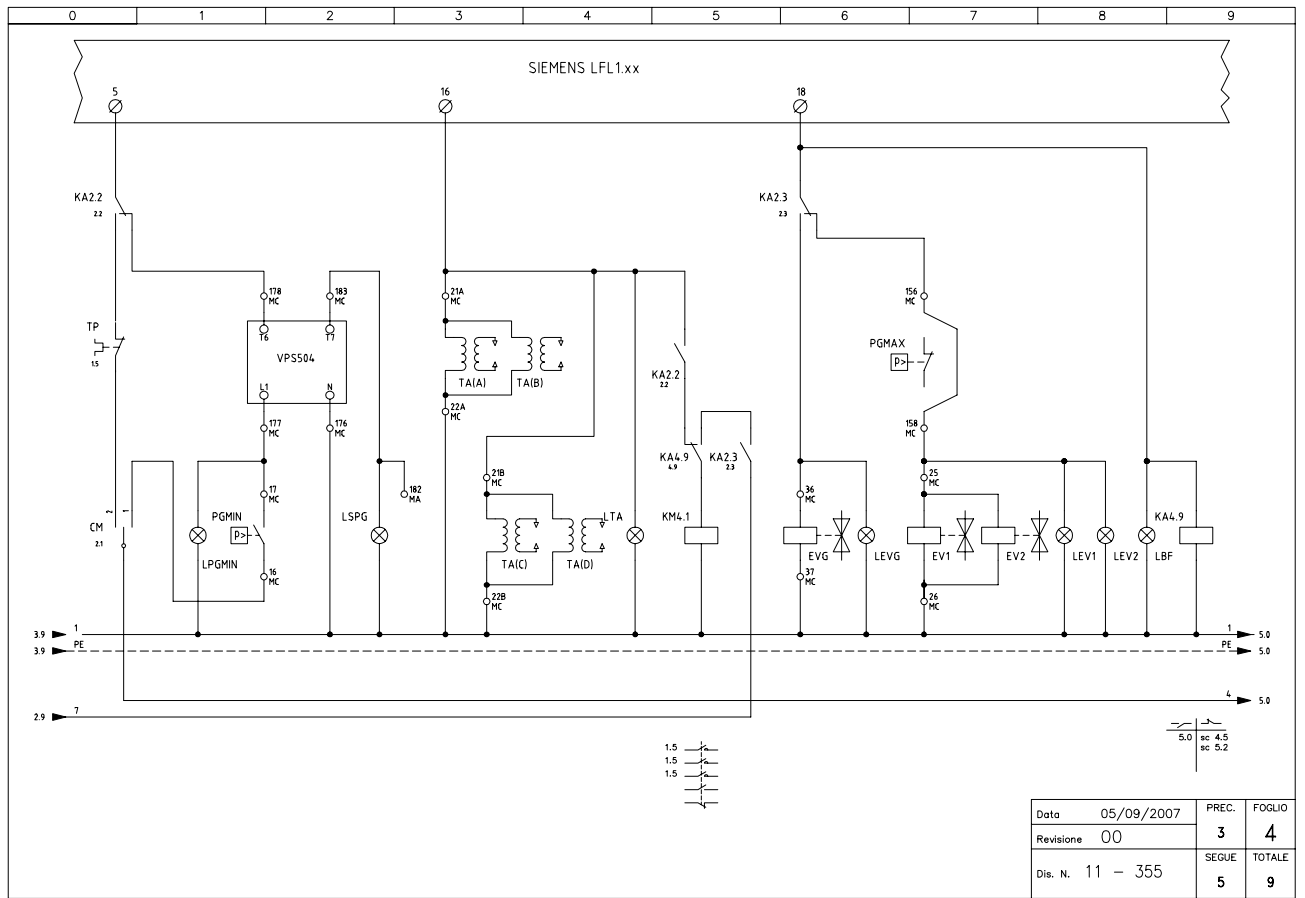 0 1 2 3 4 5 6 7 8 9
SIEMENS LFL1.xx
5 16 18
KA2.2
2.2
KA2.3
2.3
178
MC
183
MC
21A
MC
156
MC
TP
1.5
T6 T7
VPS504
L1 N
TA(A) TA(B)
PGMAX
P>
KA2.2
2.2
22A
MC
177
MC
176
MC
158
MC
KA4.9
4.9
KA2.3
2.3
21B
MC
25
MC
17
MC
182
MA
36
MC
2 1
CM
2.1
PGMIN
P>
LPGMIN
LSPG
LTA
KM4.1
KA4.9
TA(C) TA(D)
EVG LEVG EV1 EV2 LEV1 LEV2 LBF
16
MC
37
MC
22B
MC
26
MC
3.9 1 1 5.0
3.9 PE PE 5.0
4 5.0
2.9 7
5.0 sc 4.5
sc 5.2
1.5
1.5
1.5
Data 05/09/2007 PREC. FOGLIO
Revisione 00 3 4
Dis. N. 11 - 355 SEGUE TOTALE
5 9